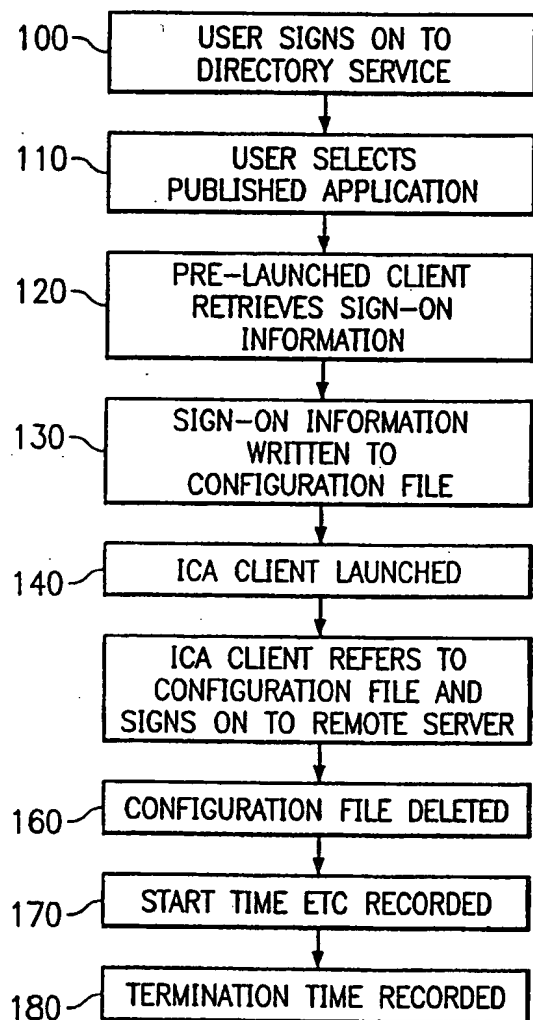 100
USER SIGNS ON TO
DIRECTORY SERVICE
110
USER SELECTS
PUBLISHED APPLICATION
120
PRE-LAUNCHED CLIENT
RETRIEVES SIGN-ON
INFORMATION
130
SIGN-ON INFORMATION
WRITTEN TO
CONFIGURATION FILE
140
ICA CLIENT LAUNCHED
ICA CLIENT REFERS TO
CONFIGURATION FILE AND
SIGNS ON TO REMOTE SERVER
160
CONFIGURATION FILE DELETED
170
START TIME ETC RECORDED
180
TERMINATION TIME RECORDED